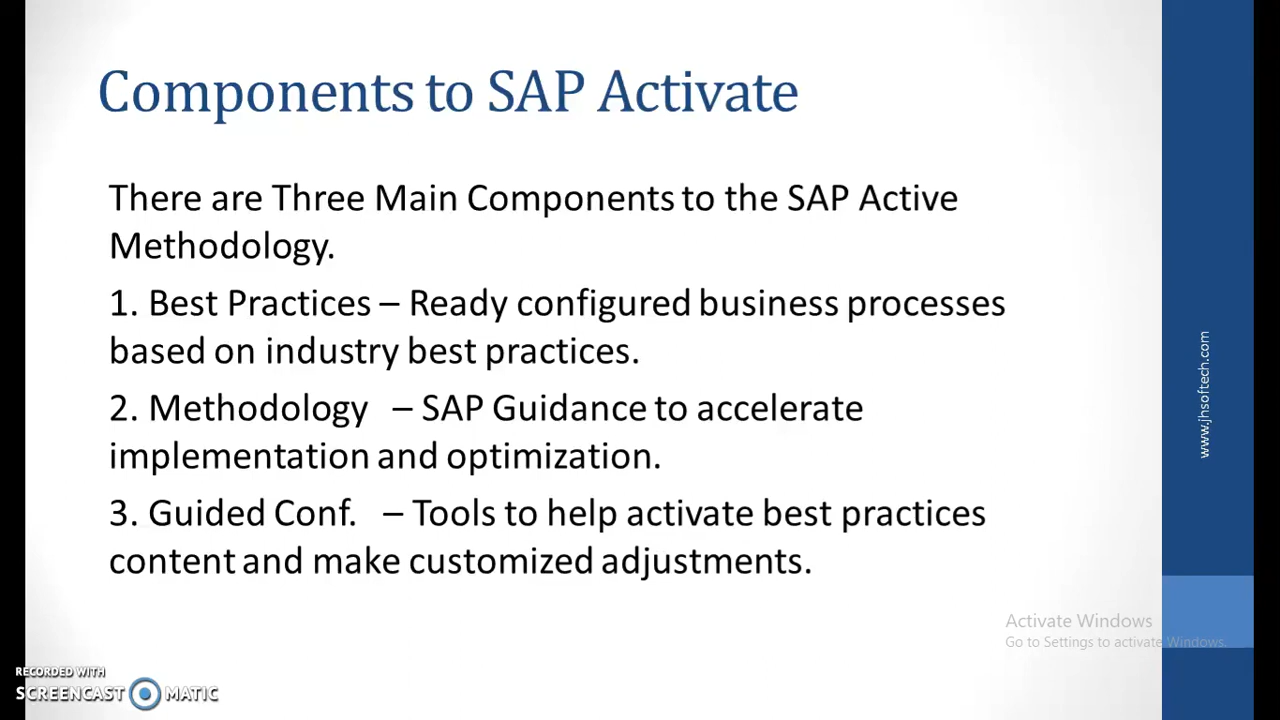 Components to SAP Activate
There are Three Main Components to the SAP Active
Methodology.
1. Best Practices – Ready configured business processes
based on industry best practices.
2. Methodology – SAP Guidance to accelerate
implementation and optimization.
3. Guided Conf. – Tools to help activate best practices
content and make customized adjustments.
www.jhsoftech.com
Activate Windows
Go to Settings to activate Windows.
RECORDED WITH
SCREENCAST MATIC